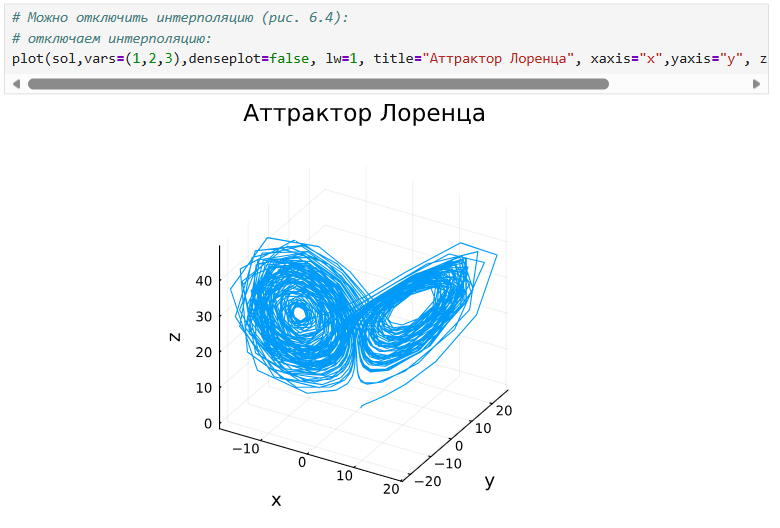 # Можно отключить интерполяцию (рис. 6.4):
# отключаем интерполяцию:
plot(sol,vars=(1,2,3),denseplot=false, lw=1, title="Аттрактор Лоренца", xaxis="x",yaxis="y", z
Аттрактор Лоренца
40
30
20
10
0
z
−10
0
10
20
x
−20
−10
0
10
20
y